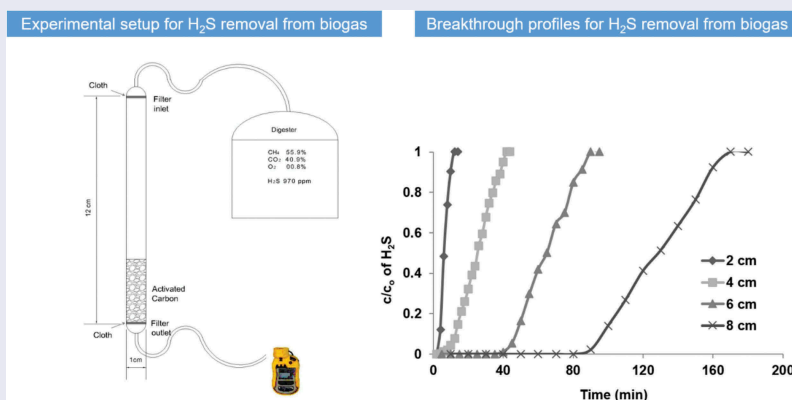 Experimental setup for H₂S removal from biogas
Breakthrough profiles for H₂S removal from biogas
Cloth
Filter
inlet
12 cm
Activated
Carbon
Cloth
Filter
outlet
1cm
Digester
CH₄ 55.9%
CO₂ 40.9%
O₂ 00.8%
H₂S 970 ppm
c/cₒ of H₂S
1
0.8
0.6
0.4
0.2
0
0
40
80
120
160
200
2 cm
4 cm
6 cm
8 cm
Time (min)